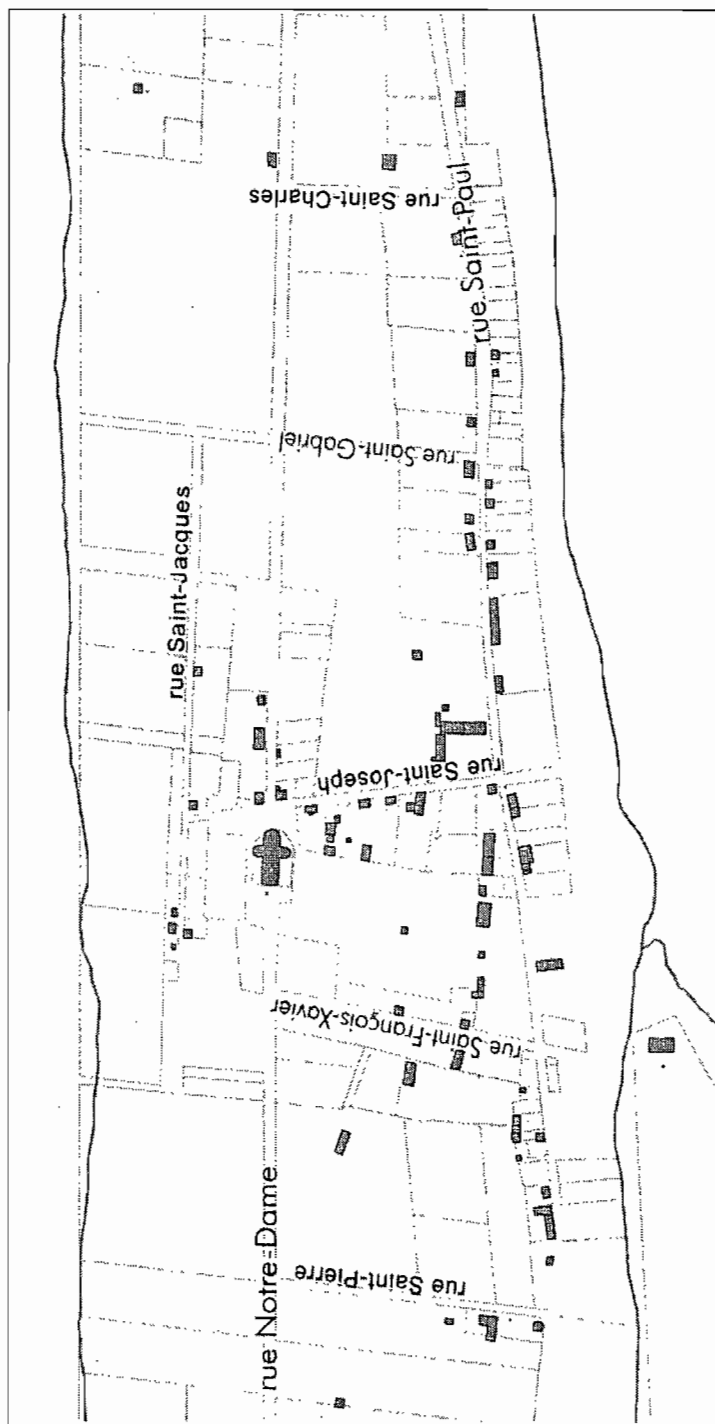 rue Saint-Charles
rue Saint-Paul
rue Saint-Gabriel
rue Saint-Jacques
rue Saint-Joseph
rue Saint-François-Xavier
rue Notre-Dame
rue Saint-Pierre